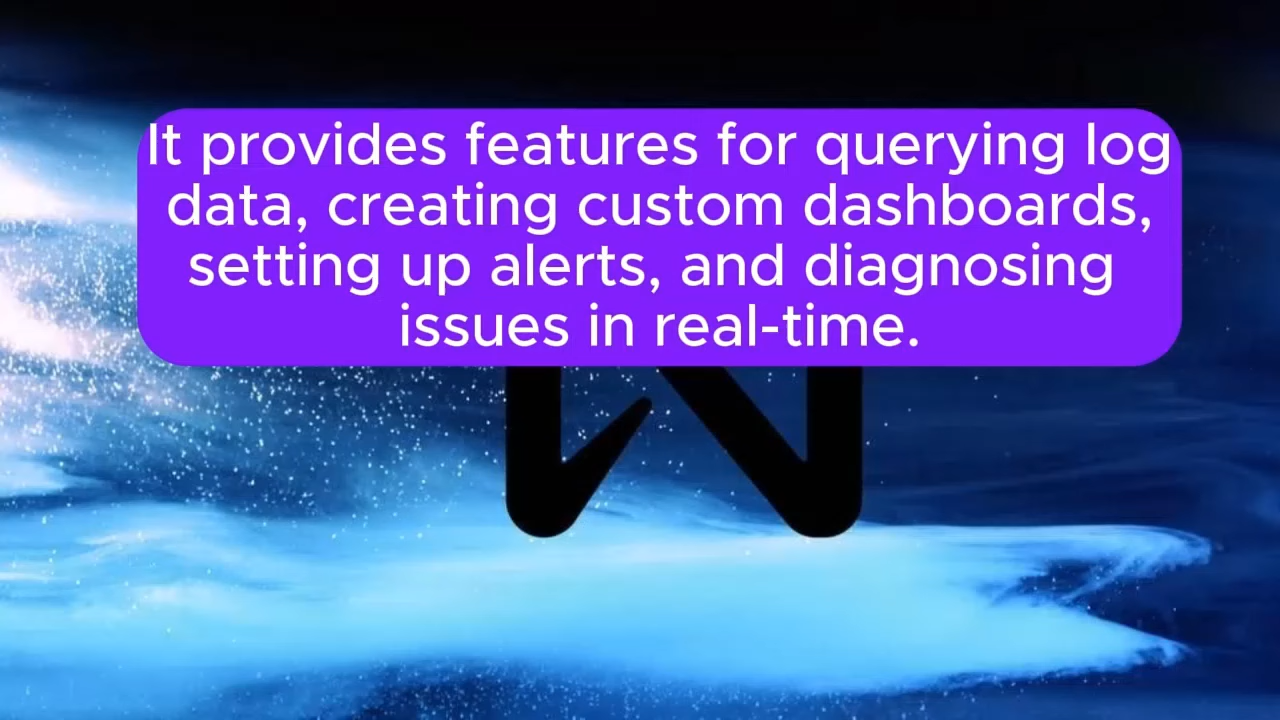 It provides features for querying log
data, creating custom dashboards,
setting up alerts, and diagnosing
issues in real-time.